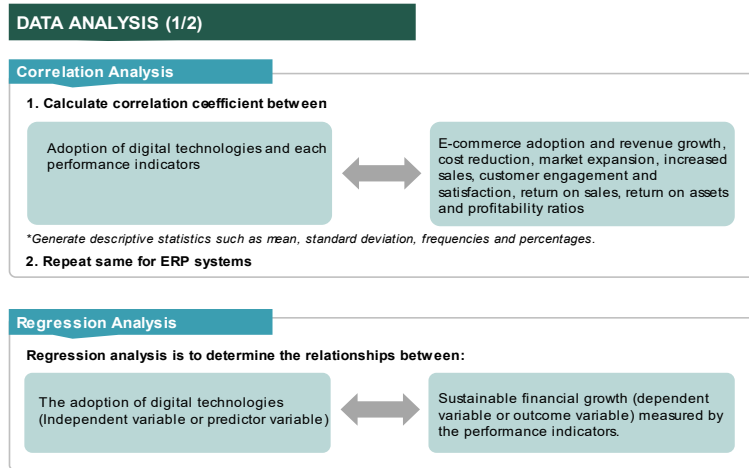 DATA ANALYSIS (1/2)
Correlation Analysis
1. Calculate correlation coefficient between
Adoption of digital technologies and each
performance indicators
E-commerce adoption and revenue growth,
cost reduction, market expansion, increased
sales, customer engagement and
satisfaction, return on sales, return on assets
and profitability ratios
*Generate descriptive statistics such as mean, standard deviation, frequencies and percentages.
2. Repeat same for ERP systems
Regression Analysis
Regression analysis is to determine the relationships between:
The adoption of digital technologies
(Independent variable or predictor variable)
Sustainable financial growth (dependent
variable or outcome variable) measured by
the performance indicators.